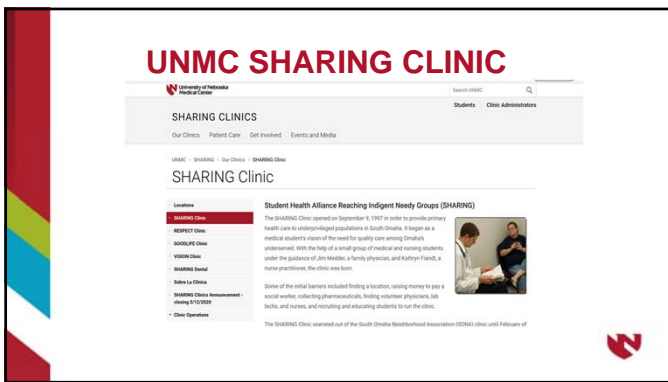 UNMC SHARING CLINIC
University of Nebraska
Medical Center
Search UNMC
Students
Clinic Administrators
SHARING CLINICS
Our Clinics
Patient Care
Get Involved
Events and Media
UNMC > SHARING > Our Clinics > SHARING Clinic
SHARING Clinic
Locations
SHARING Clinic
RESPECT Clinic
GOODLIFE Clinic
VISION Clinic
SHARING Dental
Sobre La Clinica
SHARING Clinics Announcement -
closing 3/13/2020
Clinic Operations
Student Health Alliance Reaching Indigent Needy Groups (SHARING)
The SHARING Clinic opened on September 9, 1997 in order to provide primary
health care to underprivileged populations in South Omaha. It began as a
medical student's vision of the need for quality care among Omaha's
underserved. With the help of a small group of medical and nursing students
under the guidance of Jim Medder, a family physician, and Kathryn Fiandt, a
nurse practitioner, the clinic was born.
Some of the initial barriers included finding a location, raising money to pay a
social worker, collecting pharmaceuticals, finding volunteer physicians, lab
techs, and nurses, and recruiting and educating students to run the clinic.
The SHARING Clinic operated out of the South Omaha Neighborhood Association (SONA) clinic until February of